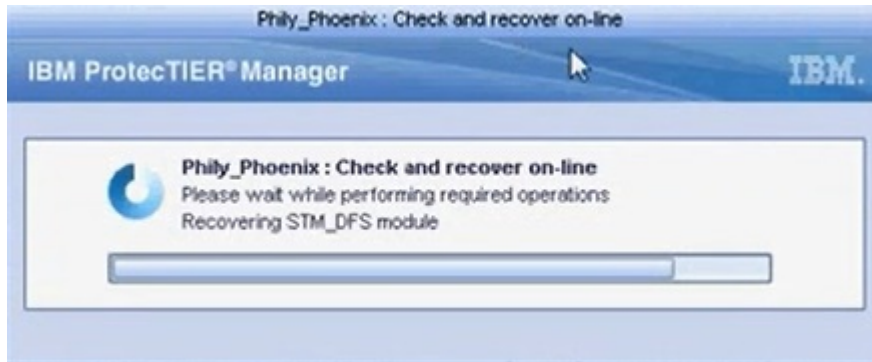 Phily_Phoenix : Check and recover on-line
IBM ProtecTIER® Manager
IBM.
Phily_Phoenix : Check and recover on-line
Please wait while performing required operations
Recovering STM_DFS module